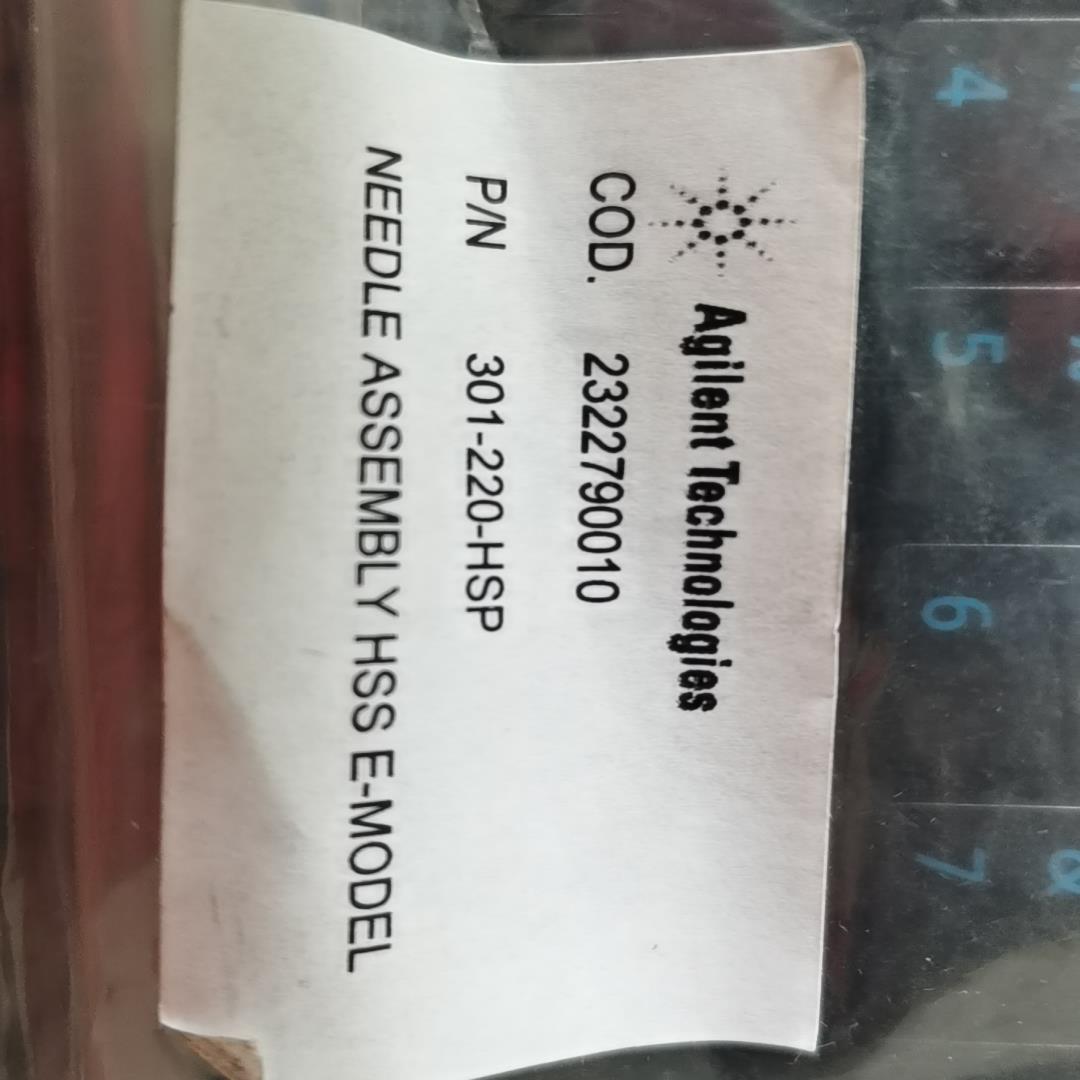 Agilent Technologies
COD. 2322790010
P/N 301-220-HSP
NEEDLE ASSEMBLY HSS E-MODEL
4
5
6
7